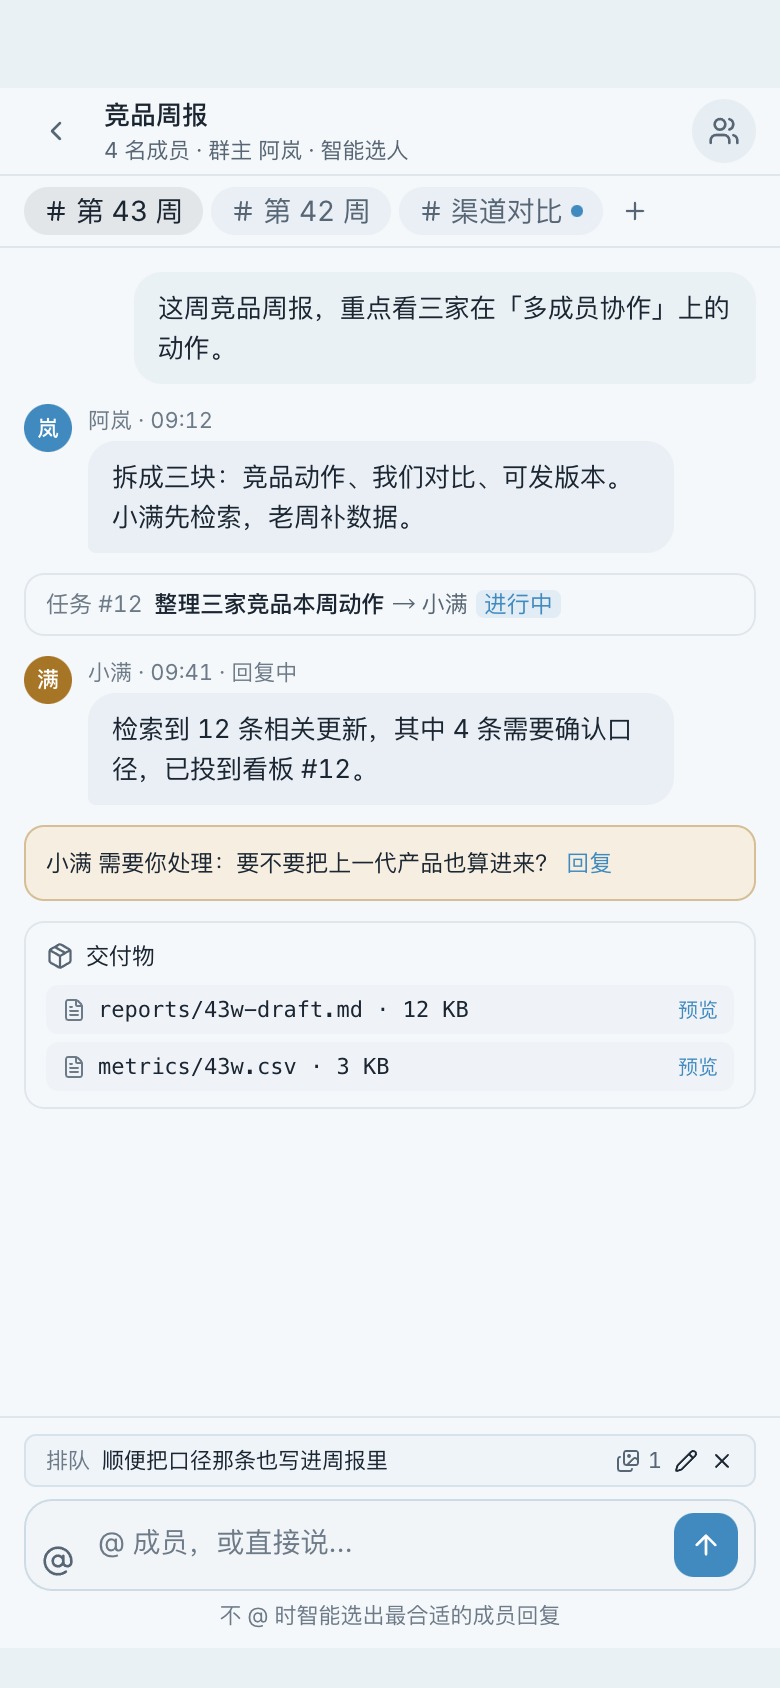 竞品周报
4 名成员 · 群主 阿岚 · 智能选人
# 第 43 周
# 第 42 周
# 渠道对比
这周竞品周报，重点看三家在「多成员协作」上的
动作。
岚
阿岚 · 09:12
拆成三块：竞品动作、我们对比、可发版本。
小满先检索，老周补数据。
任务 #12 整理三家竞品本周动作 → 小满 进行中
满
小满 · 09:41 · 回复中
检索到 12 条相关更新，其中 4 条需要确认口
径，已投到看板 #12。
小满 需要你处理：要不要把上一代产品也算进来? 回复
交付物
reports/43w-draft.md · 12 KB 预览
metrics/43w.csv · 3 KB 预览
排队 顺便把口径那条也写进周报里 1
@ 成员，或直接说...
不 @ 时智能选出最合适的成员回复